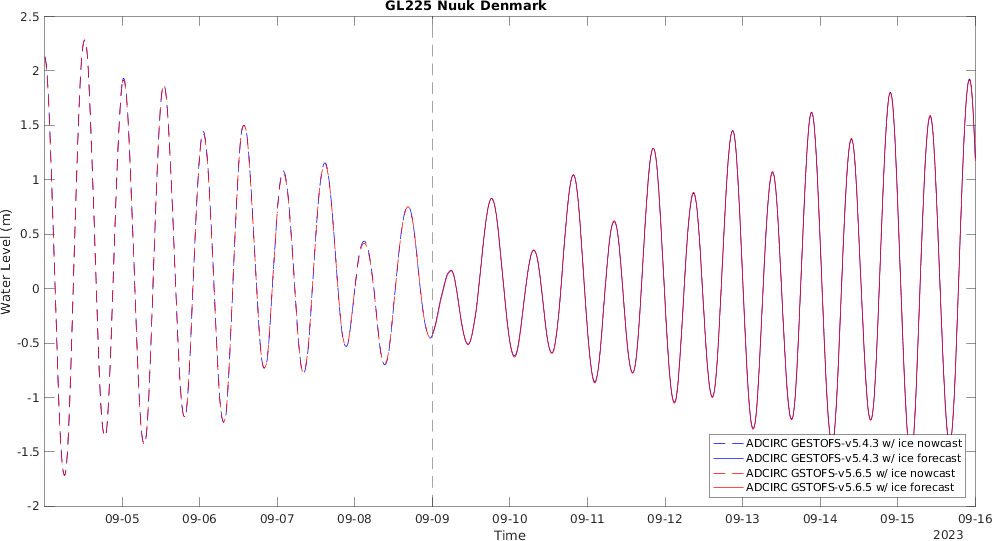 GL225 Nuuk Denmark
2.5
2
1.5
1
0.5
0
-0.5
-1
-1.5
-2
Water Level (m)
ADCIRC GESTOFS-v5.4.3 w/ ice nowcast
ADCIRC GESTOFS-v5.4.3 w/ ice forecast
ADCIRC GSTOFS-v5.6.5 w/ ice nowcast
ADCIRC GSTOFS-v5.6.5 w/ ice forecast
09-05 09-06 09-07 09-08 09-09 09-10 09-11 09-12 09-13 09-14 09-15 09-16
Time
2023